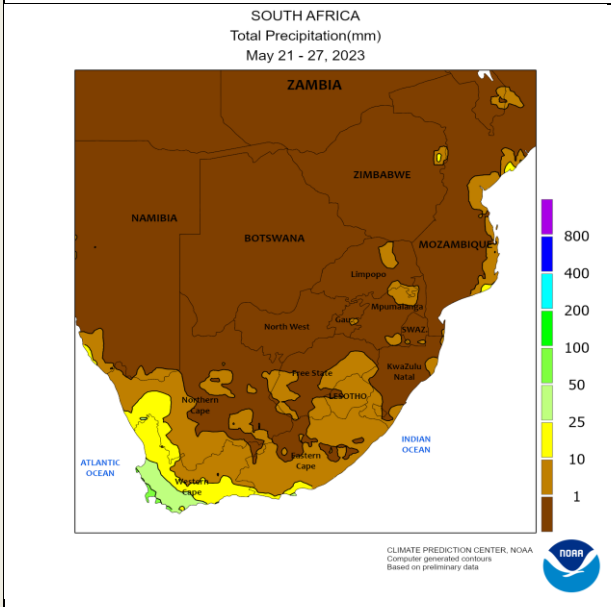 SOUTH AFRICA
Total Precipitation(mm)
May 21 - 27, 2023
ZAMBIA
ZIMBABWE
NAMIBIA
BOTSWANA
MOZAMBIQUE
Limpopo
Mpumalanga
North West
Gau
SWAZ.
Free State
KwaZulu
Natal
Northern
Cape
LESOTHO
Eastern
Cape
Western
Cape
ATLANTIC
OCEAN
INDIAN
OCEAN
800
400
200
100
50
25
10
1
CLIMATE PREDICTION CENTER, NOAA
Computer generated contours
Based on preliminary data
NOAA